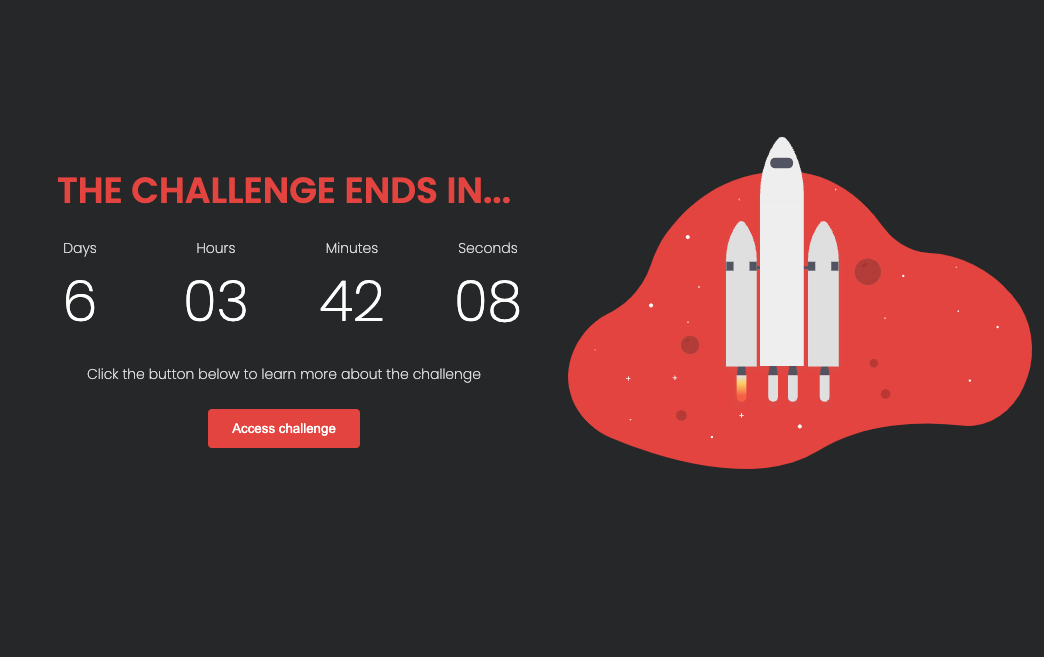 THE CHALLENGE ENDS IN...
Days Hours Minutes Seconds
6 03 42 08
Click the button below to learn more about the challenge
Access challenge